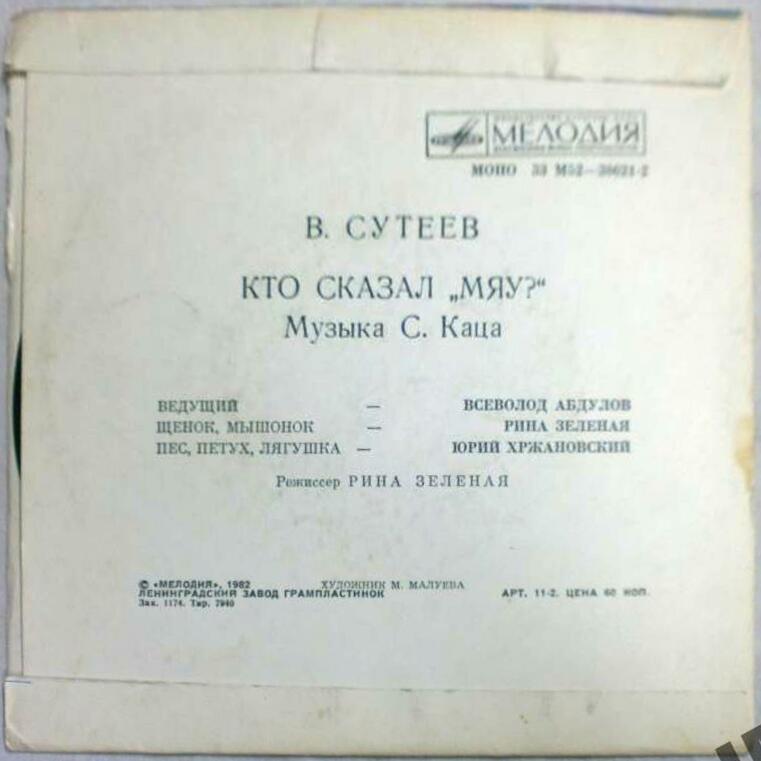 МЕЛОДИЯ
МОНО 33 М52—38621-2
В. СУТЕЕВ
КТО СКАЗАЛ „МЯУ?“
Музыка С. Каца
ВЕДУЩИЙ — ВСЕВОЛОД АБДУЛОВ
ЩЕНОК, МЫШОНОК — РИНА ЗЕЛЕНАЯ
ПЕС, ПЕТУХ, ЛЯГУШКА — ЮРИЙ ХРЖАНОВСКИЙ
Режиссер РИНА ЗЕЛЕНАЯ
© «МЕЛОДИЯ», 1982 ХУДОЖНИК М. МАЛУЕВА
ЛЕНИНГРАДСКИЙ ЗАВОД ГРАМПЛАСТИНОК
АРТ. 11-2. ЦЕНА 60 КОП.
Зак. 1174. Тир. 7940